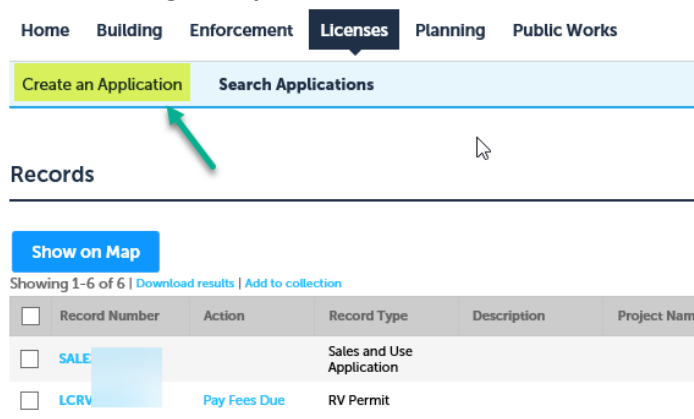 Home Building Enforcement Licenses Planning Public Works
Create an Application Search Applications
Records
Show on Map
Showing 1-6 of 6 | Download results | Add to collection
Record Number Action Record Type Description Project Nam
SALE
Sales and Use
Application
LCRV Pay Fees Due RV Permit